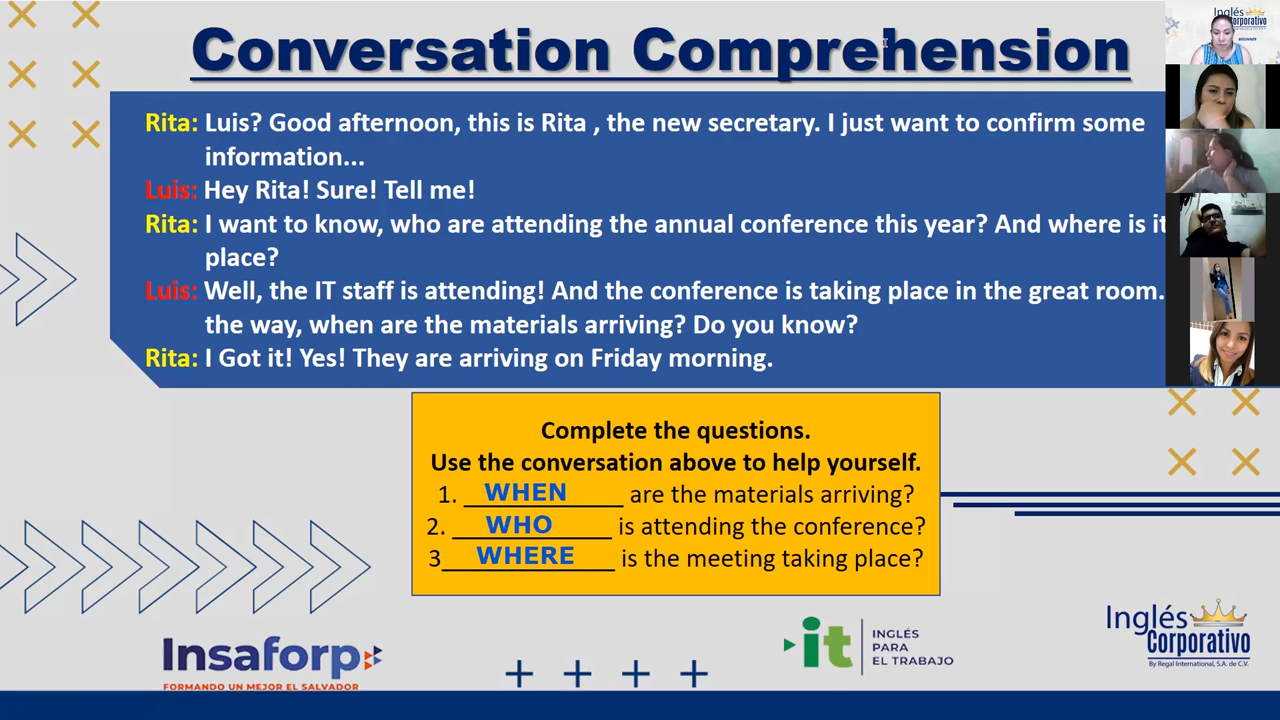 Conversation Comprehension
Rita: Luis? Good afternoon, this is Rita , the new secretary. I just want to confirm some
information...
Luis: Hey Rita! Sure! Tell me!
Rita: I want to know, who are attending the annual conference this year? And where is it
place?
Luis: Well, the IT staff is attending! And the conference is taking place in the great room.
the way, when are the materials arriving? Do you know?
Rita: I Got it! Yes! They are arriving on Friday morning.
Complete the questions.
Use the conversation above to help yourself.
1. WHEN are the materials arriving?
2. WHO is attending the conference?
3 WHERE is the meeting taking place?
Insaforp
FORMANDO UN MEJOR EL SALVADOR
it
INGLÉS
PARA
EL TRABAJO
Inglés
Corporativo
By Regal International, S.A. de C.V.
Inglés
Corporativo
BEGINNER